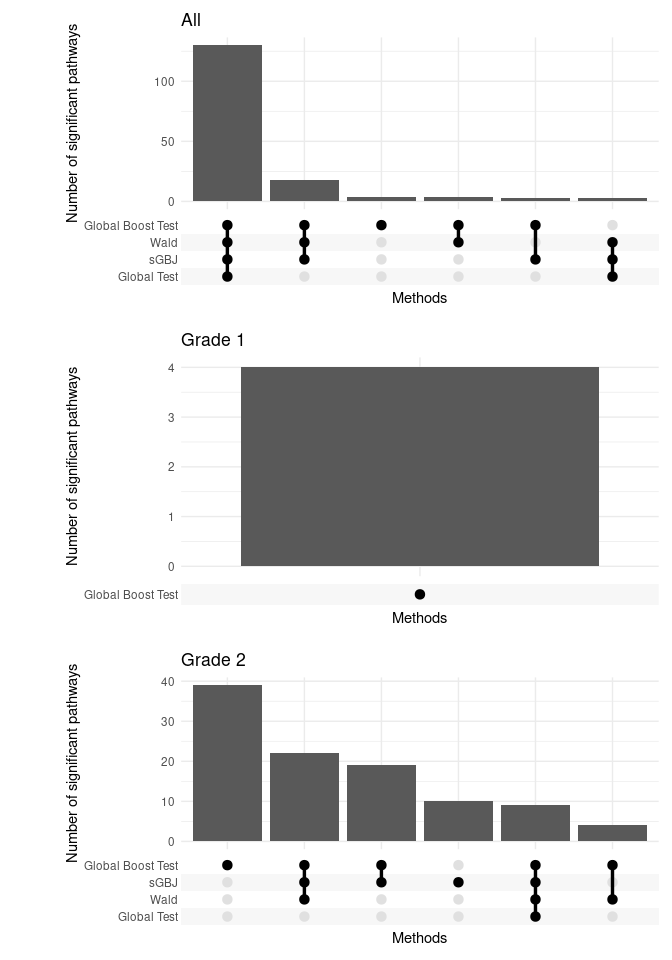 All
Number of significant pathways
100
50
0
Global Boost Test
Wald
sGBJ
Global Test
Methods
Grade 1
Number of significant pathways
4
3
2
1
0
Global Boost Test
Methods
Grade 2
Number of significant pathways
40
30
20
10
0
Global Boost Test
sGBJ
Wald
Global Test
Methods